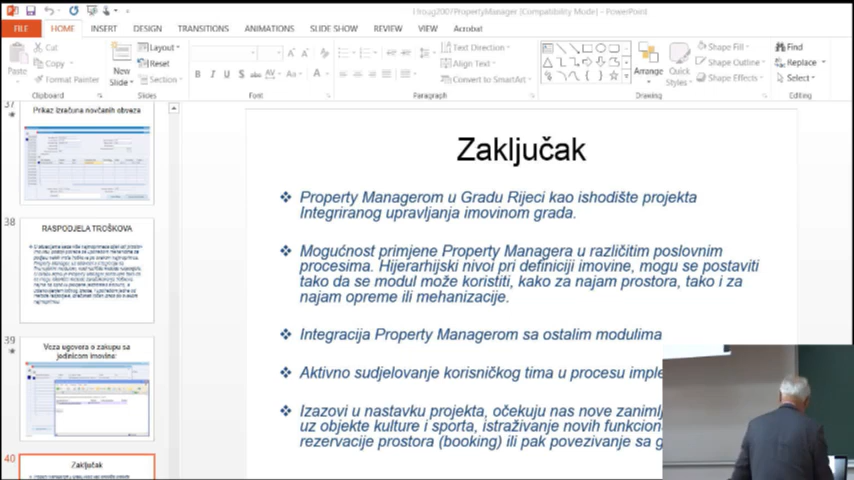 Hroug2007PropertyManager [Compatibility Mode] - PowerPoint
FILE HOME INSERT DESIGN TRANSITIONS ANIMATIONS SLIDE SHOW REVIEW VIEW Acrobat
Cut
Copy
Format Painter
Paste
Clipboard
New Slide
Layout
Reset
Section
Slides
Font
Text Direction
Align Text
Convert to SmartArt
Paragraph
Arrange
Quick Styles
Shape Fill
Shape Outline
Shape Effects
Drawing
Find
Replace
Select
Editing
37
Prikaz izračuna novčanih obveza
38
RASPODJELA TROŠKOVA
39
Veza ugovora o zakupu sa
jedinicom imovine
40
Zaključak
Zaključak
Property Managerom u Gradu Rijeci kao ishodište projekta
Integriranog upravljanja imovinom grada.
Mogućnost primjene Property Managera u različitim poslovnim
procesima. Hijerarhijski nivoi pri definiciji imovine, mogu se postaviti
tako da se modul može koristiti, kako za najam prostora, tako i za
najam opreme ili mehanizacije.
Integracija Property Managerom sa ostalim modulima
Aktivno sudjelovanje korisničkog tima u procesu imple
Izazovi u nastavku projekta, očekuju nas nove zaniml
uz objekte kulture i sporta, istraživanje novih funkcion
rezervacije prostora (booking) ili pak povezivanje sa g